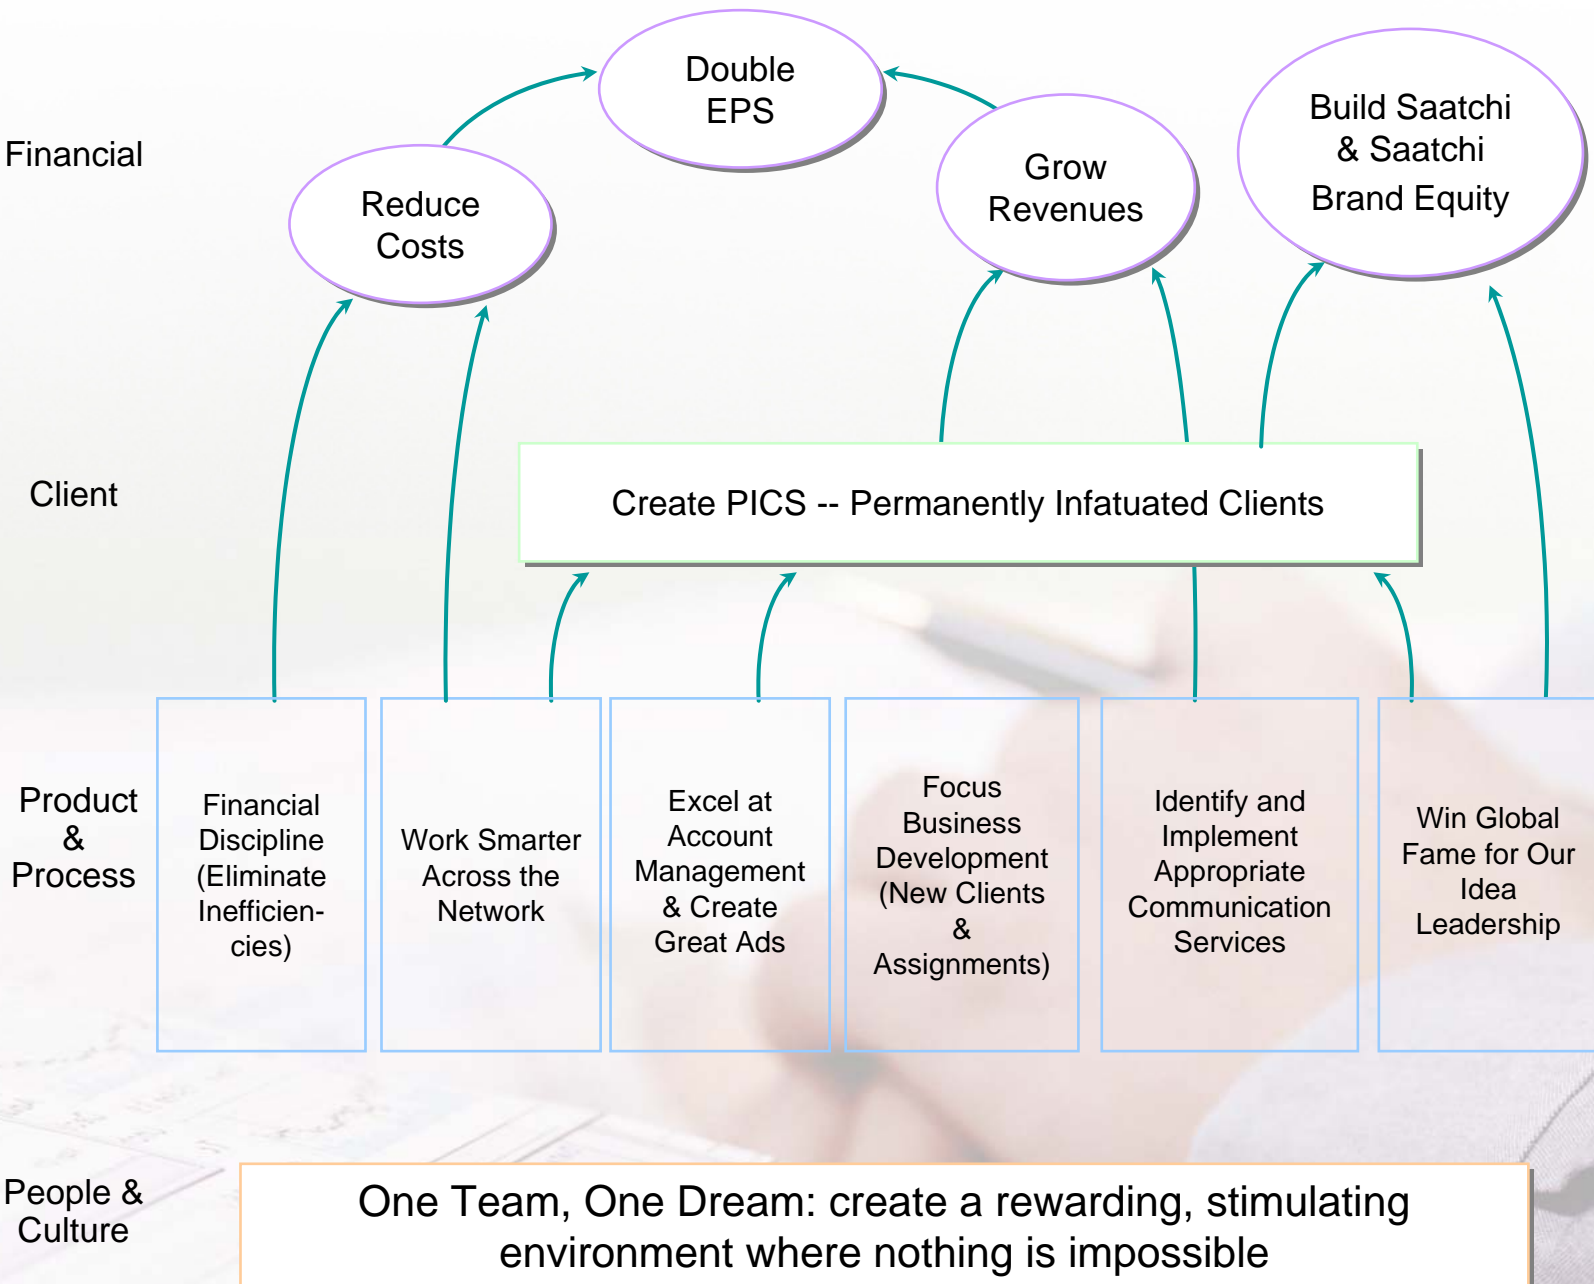 Double
EPS
Financial
Reduce
Costs
Grow
Revenues
Build Saatchi
& Saatchi
Brand Equity
Client
Create PICS -- Permanently Infatuated Clients
Product
&
Process
Financial
Discipline
(Eliminate
Inefficien-
cies)
Work Smarter
Across the
Network
Excel at
Account
Management
& Create
Great Ads
Focus
Business
Development
(New Clients
&
Assignments)
Identify and
Implement
Appropriate
Communication
Services
Win Global
Fame for Our
Idea
Leadership
People &
Culture
One Team, One Dream: create a rewarding, stimulating
environment where nothing is impossible